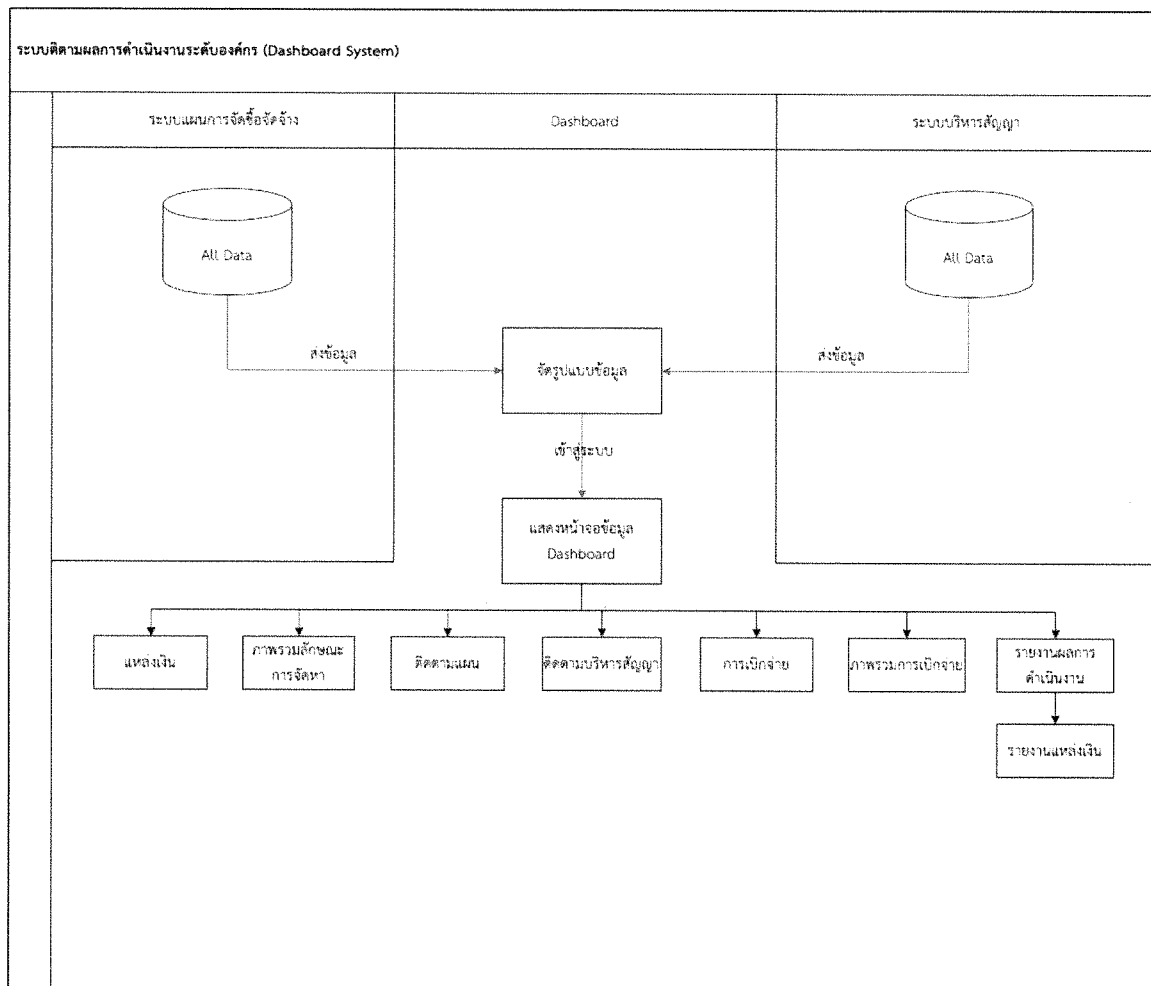 ระบบติตามผลการดำเนินงานระดับองค์กร (Dashboard System)
ระบบแผนการจัดซื้อจัดจ้าง
Dashboard
ระบบบริหารสัญญา
All Data
All Data
ส่งข้อมูล
ส่งข้อมูล
จัดรูปแบบข้อมูล
เข้าสู่ระบบ
แสดงหน้าจอข้อมูล
Dashboard
แหล่งเงิน
ภาพรวมลักษณะ
การจัดหา
ติดตามแผน
ติดตามบริหารสัญญา
การเบิกจ่าย
ภาพรวมการเบิกจ่าย
รายงานผลการ
ดำเนินงาน
รายงานแหล่งเงิน